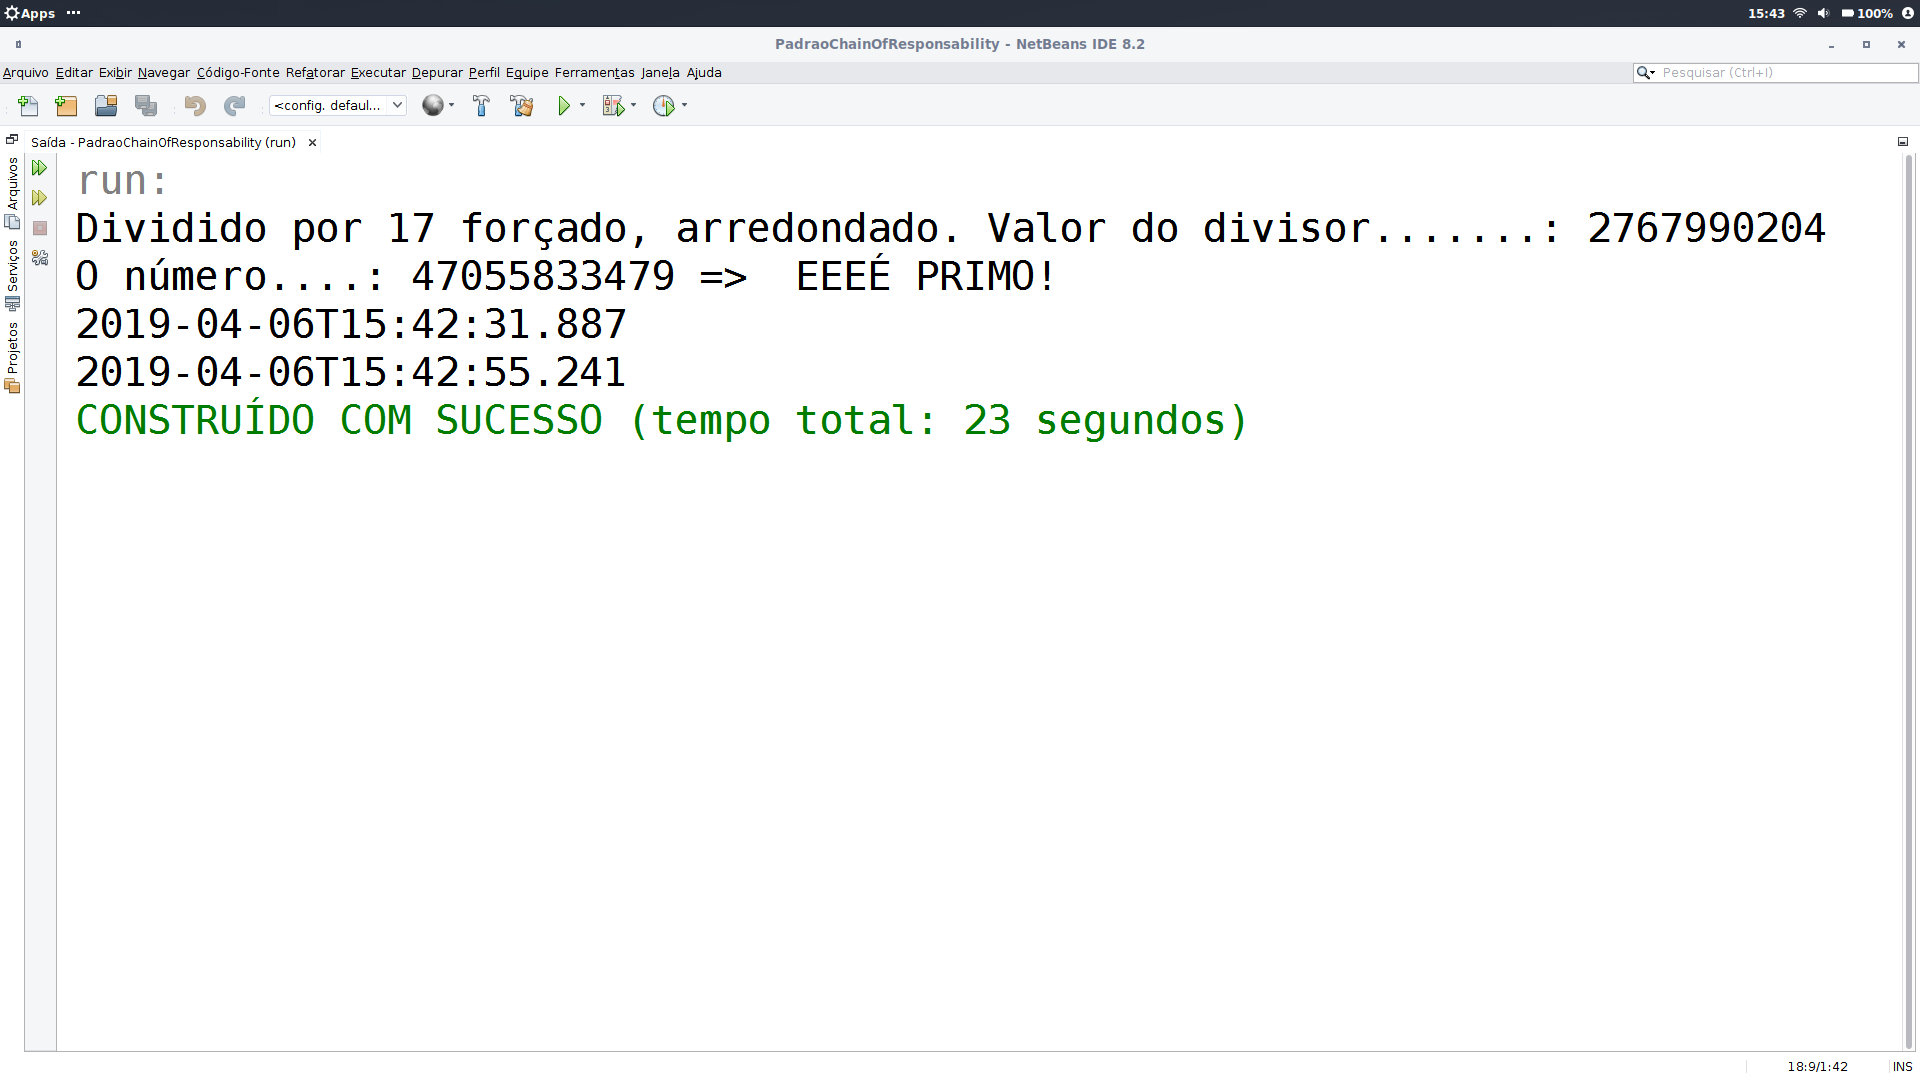 Apps ···
15:43 100%
PadraoChainOfResponsability - NetBeans IDE 8.2
Arquivo Editar Exibir Navegar Código-Fonte Refatorar Executar Depurar Perfil Equipe Ferramentas Janela Ajuda
Pesquisar (Ctrl+I)
<config. defaul...
Saída - PadraoChainOfResponsability (run)
Arquivos
Serviços
Projetos
run:
Dividido por 17 forçado, arredondado. Valor do divisor.......: 2767990204
O número....: 47055833479 =>  EEEÉ PRIMO!
2019-04-06T15:42:31.887
2019-04-06T15:42:55.241
CONSTRUÍDO COM SUCESSO (tempo total: 23 segundos)
18:9/1:42 INS